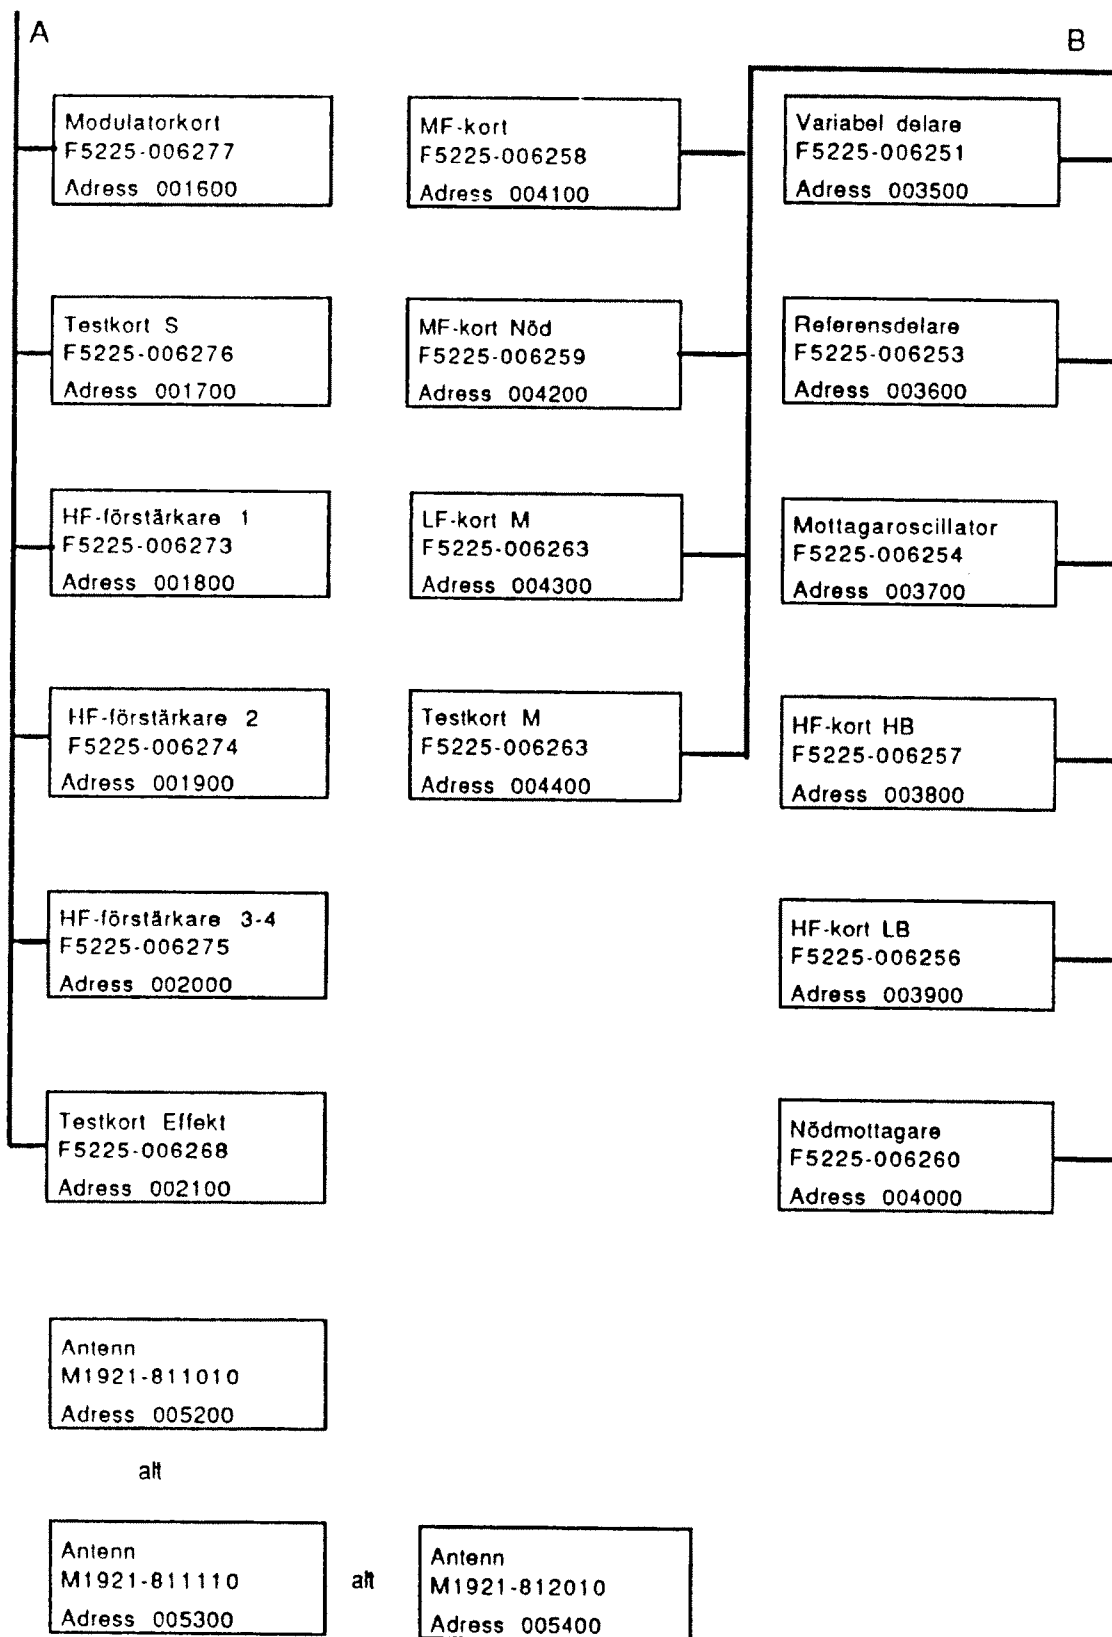 A
B
Modulatorkort
F5225-006277
Adress 001600
Testkort S
F5225-006276
Adress 001700
HF-förstärkare 1
F5225-006273
Adress 001800
HF-förstärkare 2
F5225-006274
Adress 001900
HF-förstärkare 3-4
F5225-006275
Adress 002000
Testkort Effekt
F5225-006268
Adress 002100
MF-kort
F5225-006258
Adress 004100
MF-kort Nöd
F5225-006259
Adress 004200
LF-kort M
F5225-006263
Adress 004300
Testkort M
F5225-006263
Adress 004400
Variabel delare
F5225-006251
Adress 003500
Referensdelare
F5225-006253
Adress 003600
Mottagaroscillator
F5225-006254
Adress 003700
HF-kort HB
F5225-006257
Adress 003800
HF-kort LB
F5225-006256
Adress 003900
Nödmottagare
F5225-006260
Adress 004000
Antenn
M1921-811010
Adress 005200
alt
Antenn
M1921-811110
Adress 005300
alt
Antenn
M1921-812010
Adress 005400